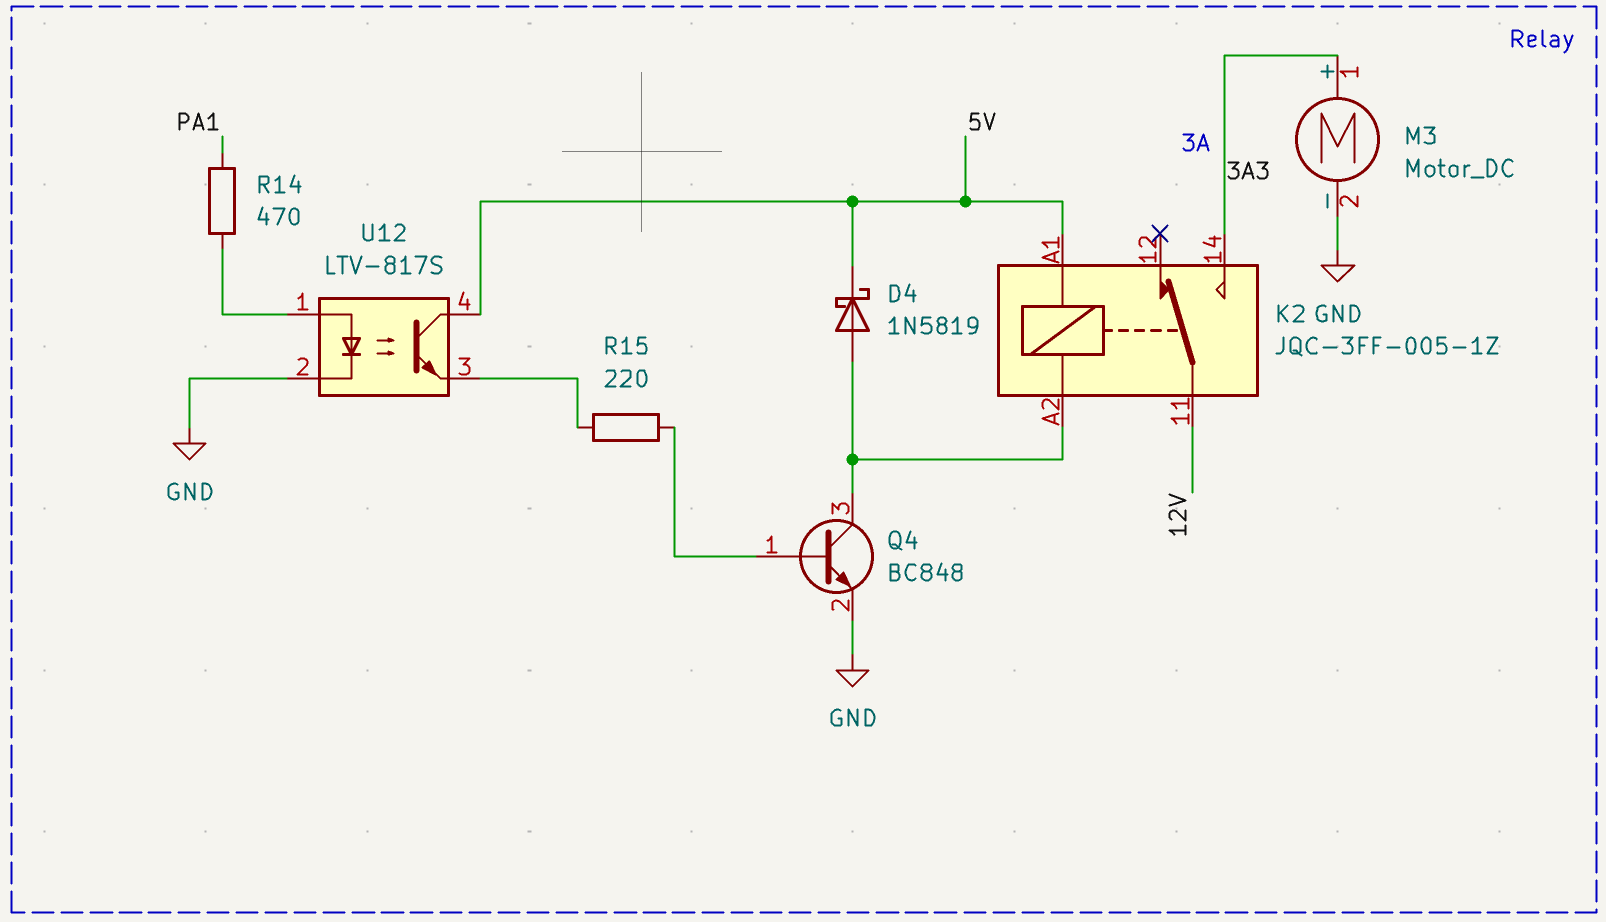 Relay
+
1
PA1
5V
3A
M3
Motor_DC
3A3
R14
470
-
2
U12
LTV-817S
A1
12
14
1
4
D4
1N5819
K2 GND
JQC-3FF-005-1Z
R15
220
2
3
A2
11
GND
12V
3
1
Q4
BC848
2
GND